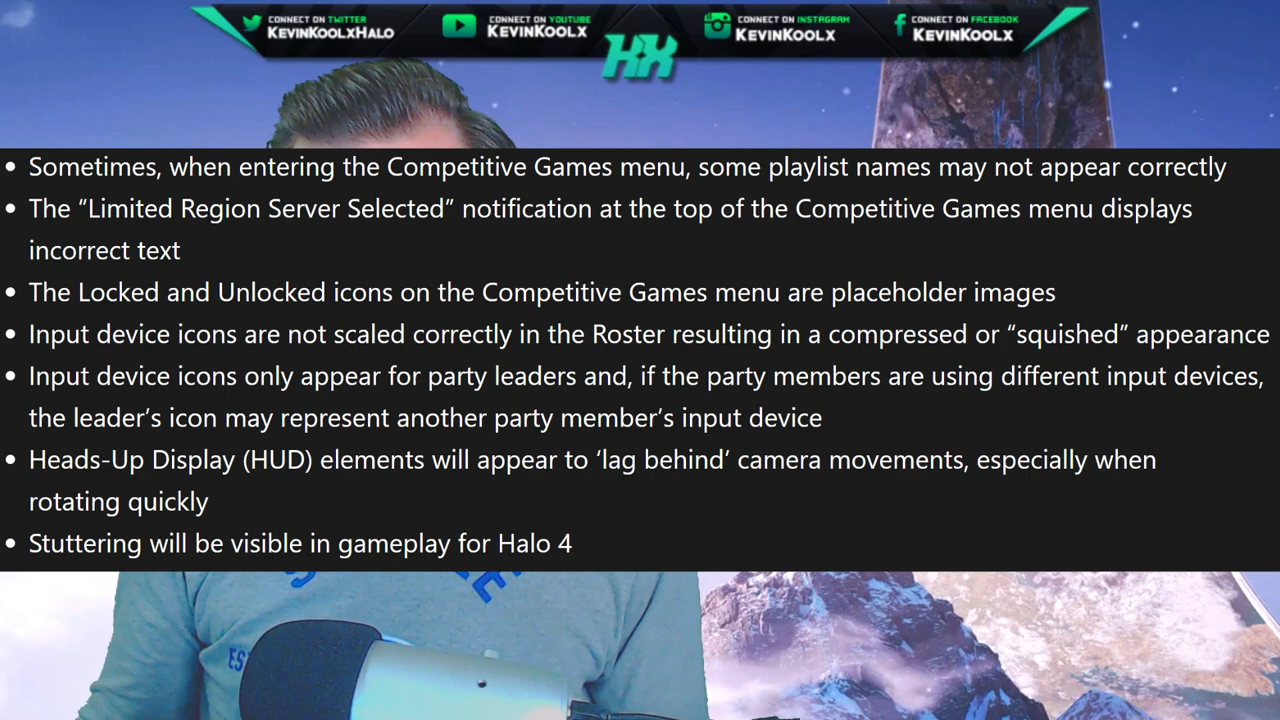 CONNECT ON TWITTER
KEVINKOOLXHALO
CONNECT ON YOUTUBE
KEVINKOOLX
CONNECT ON INSTAGRAM
KEVINKOOLX
CONNECT ON FACEBOOK
KEVINKOOLX
KX
• Sometimes, when entering the Competitive Games menu, some playlist names may not appear correctly
• The “Limited Region Server Selected” notification at the top of the Competitive Games menu displays
incorrect text
• The Locked and Unlocked icons on the Competitive Games menu are placeholder images
• Input device icons are not scaled correctly in the Roster resulting in a compressed or “squished” appearance
• Input device icons only appear for party leaders and, if the party members are using different input devices,
the leader’s icon may represent another party member’s input device
• Heads-Up Display (HUD) elements will appear to ‘lag behind’ camera movements, especially when
rotating quickly
• Stuttering will be visible in gameplay for Halo 4